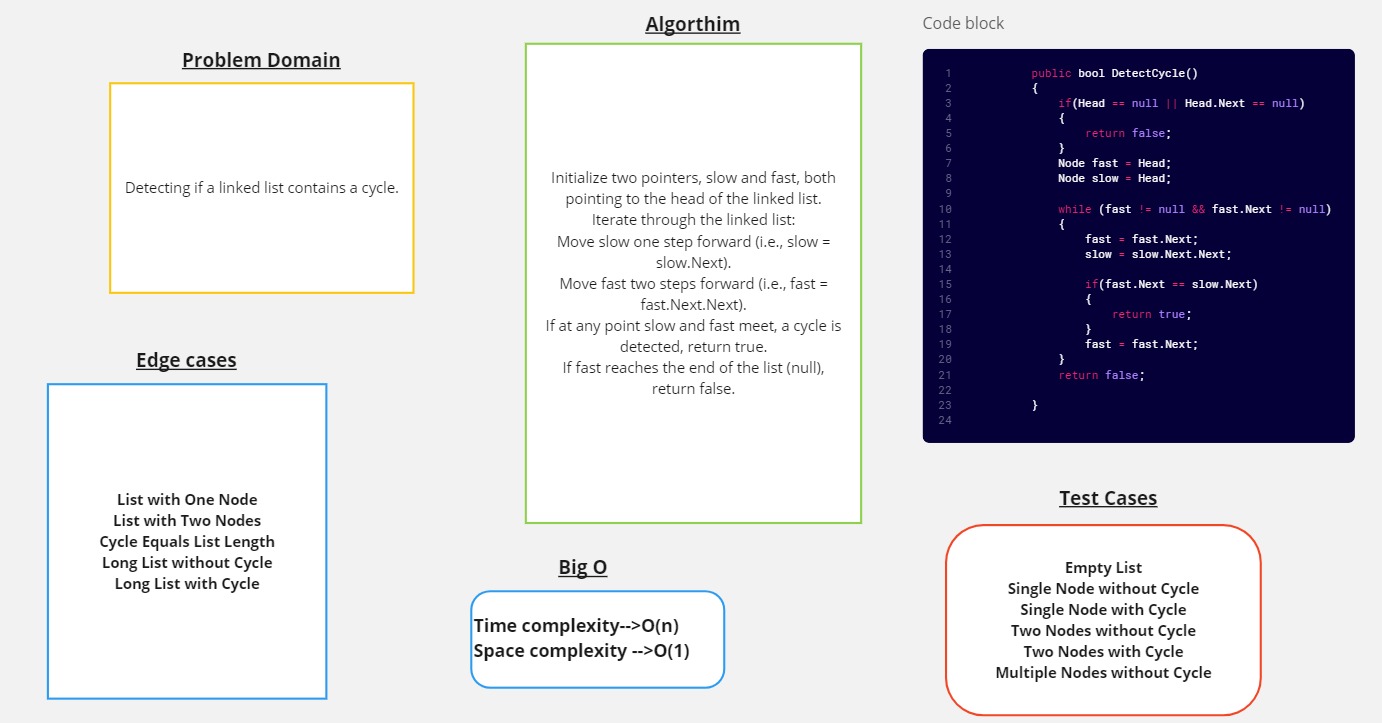 Problem Domain
Detecting if a linked list contains a cycle.
Edge cases
List with One Node
List with Two Nodes
Cycle Equals List Length
Long List without Cycle
Long List with Cycle
Algorthim
Initialize two pointers, slow and fast, both
pointing to the head of the linked list.
Iterate through the linked list:
Move slow one step forward (i.e., slow =
slow.Next).
Move fast two steps forward (i.e., fast =
fast.Next.Next).
If at any point slow and fast meet, a cycle is
detected, return true.
If fast reaches the end of the list (null),
return false.
Big O
Time complexity-->O(n)
Space complexity -->O(1)
Code block
1 public bool DetectCycle()
2 {
3 if(Head == null || Head.Next == null)
4 {
5 return false;
6 }
7 Node fast = Head;
8 Node slow = Head;
9
10 while (fast != null && fast.Next != null)
11 {
12 fast = fast.Next;
13 slow = slow.Next.Next;
14
15 if(fast.Next == slow.Next)
16 {
17 return true;
18 }
19 fast = fast.Next;
20 }
21 return false;
22
23 }
24
Test Cases
Empty List
Single Node without Cycle
Single Node with Cycle
Two Nodes without Cycle
Two Nodes with Cycle
Multiple Nodes without Cycle